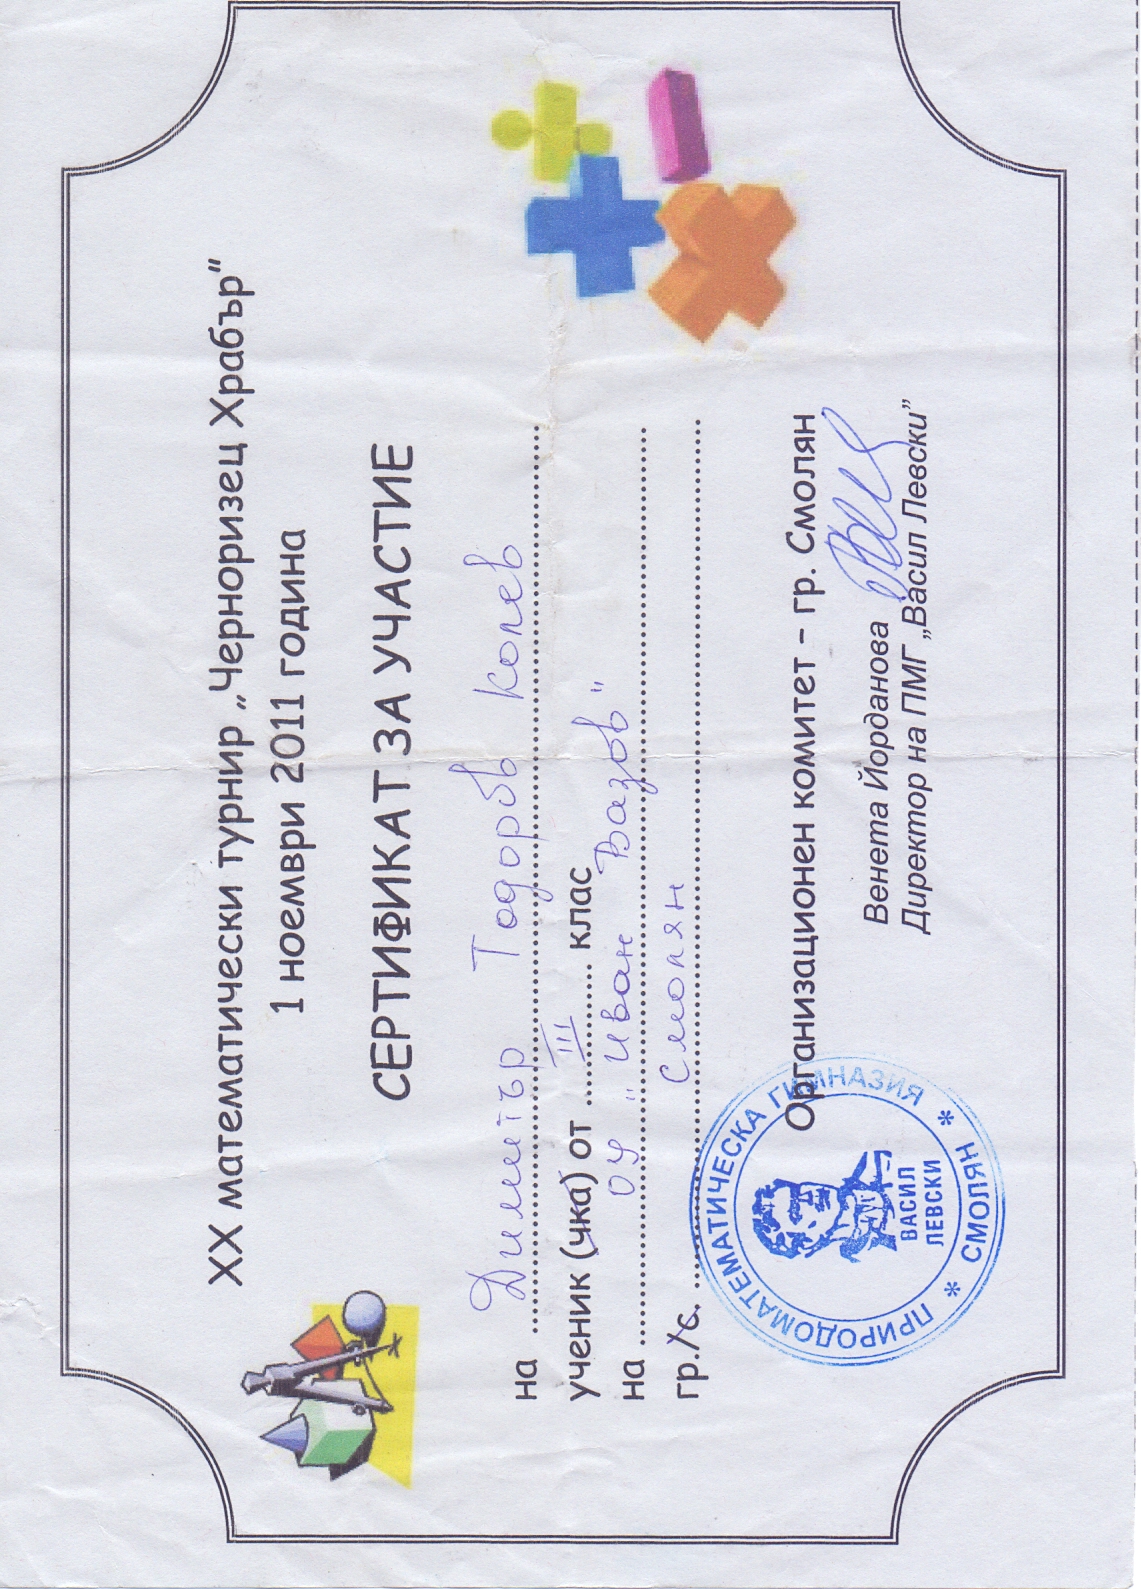 XX математически турнир „Черноризец Храбър”
1 ноември 2011 година
СЕРТИФИКАТ ЗА УЧАСТИЕ
на Димитър Тодоров Колев
ученик (чка) от III клас
на ОУ „Иван Вазов"
гр./с. Смолян
ПРИРОДОМАТЕМАТИЧЕСКА ГИМНАЗИЯ
ВАСИЛ
ЛЕВСКИ
* СМОЛЯН *
Организационен комитет – гр. Смолян
Венета Йорданова
Директор на ПМГ „Васил Левски”